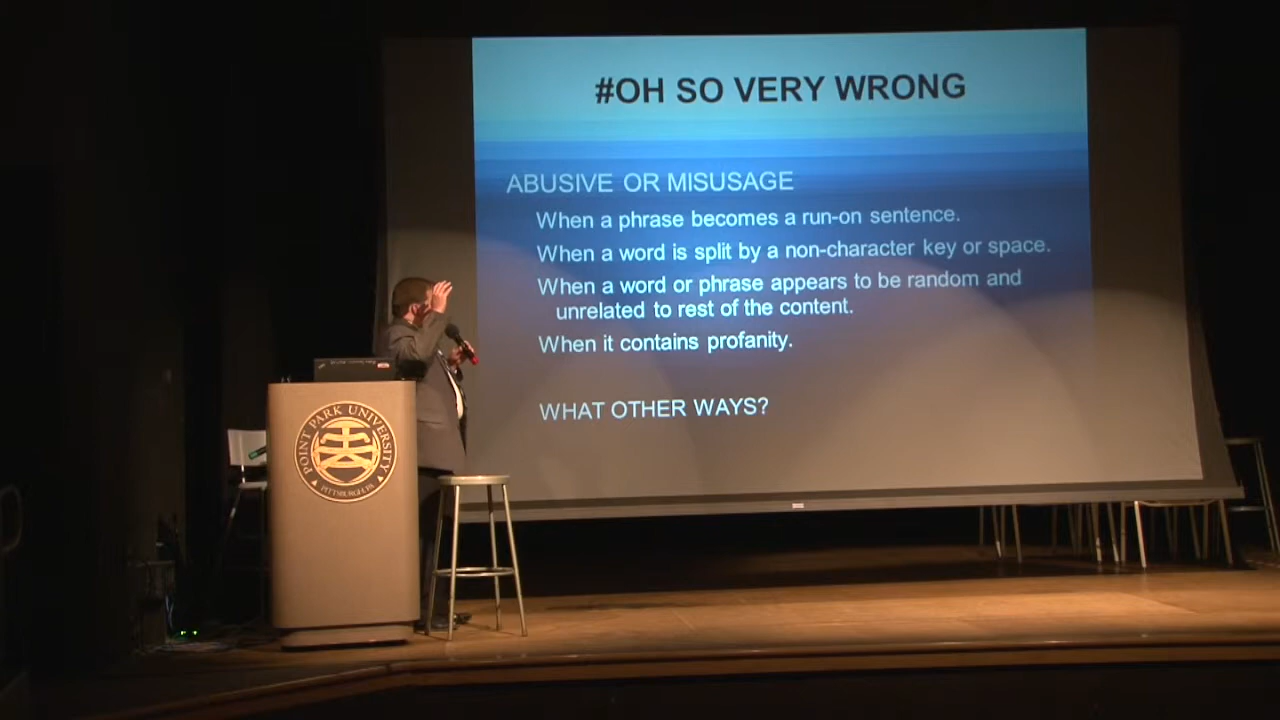 #OH SO VERY WRONG
ABUSIVE OR MISUSAGE
When a phrase becomes a run-on sentence.
When a word is split by a non-character key or space.
When a word or phrase appears to be random and
unrelated to rest of the content.
When it contains profanity.
WHAT OTHER WAYS?
POINT PARK UNIVERSITY
PITTSBURGH, PA